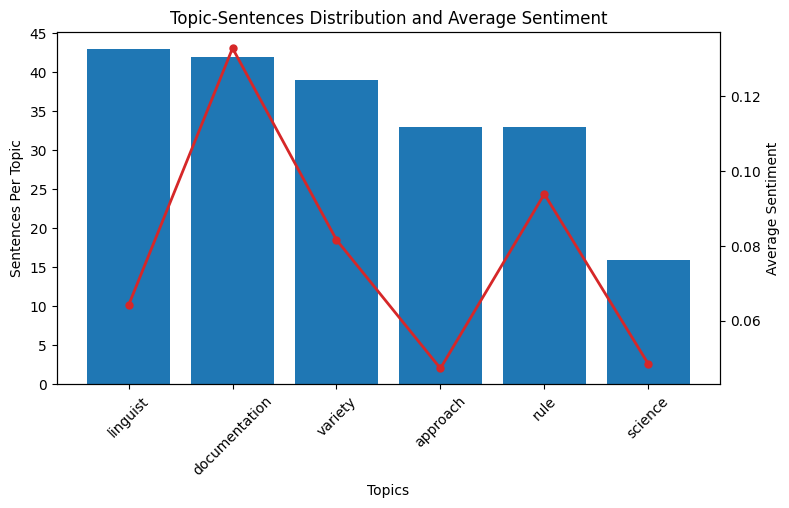 Topic-Sentences Distribution and Average Sentiment
Sentences Per Topic
45
40
35
30
25
20
15
10
5
0
0.12
0.10
0.08
0.06
Average Sentiment
linguist
documentation
variety
approach
rule
science
Topics